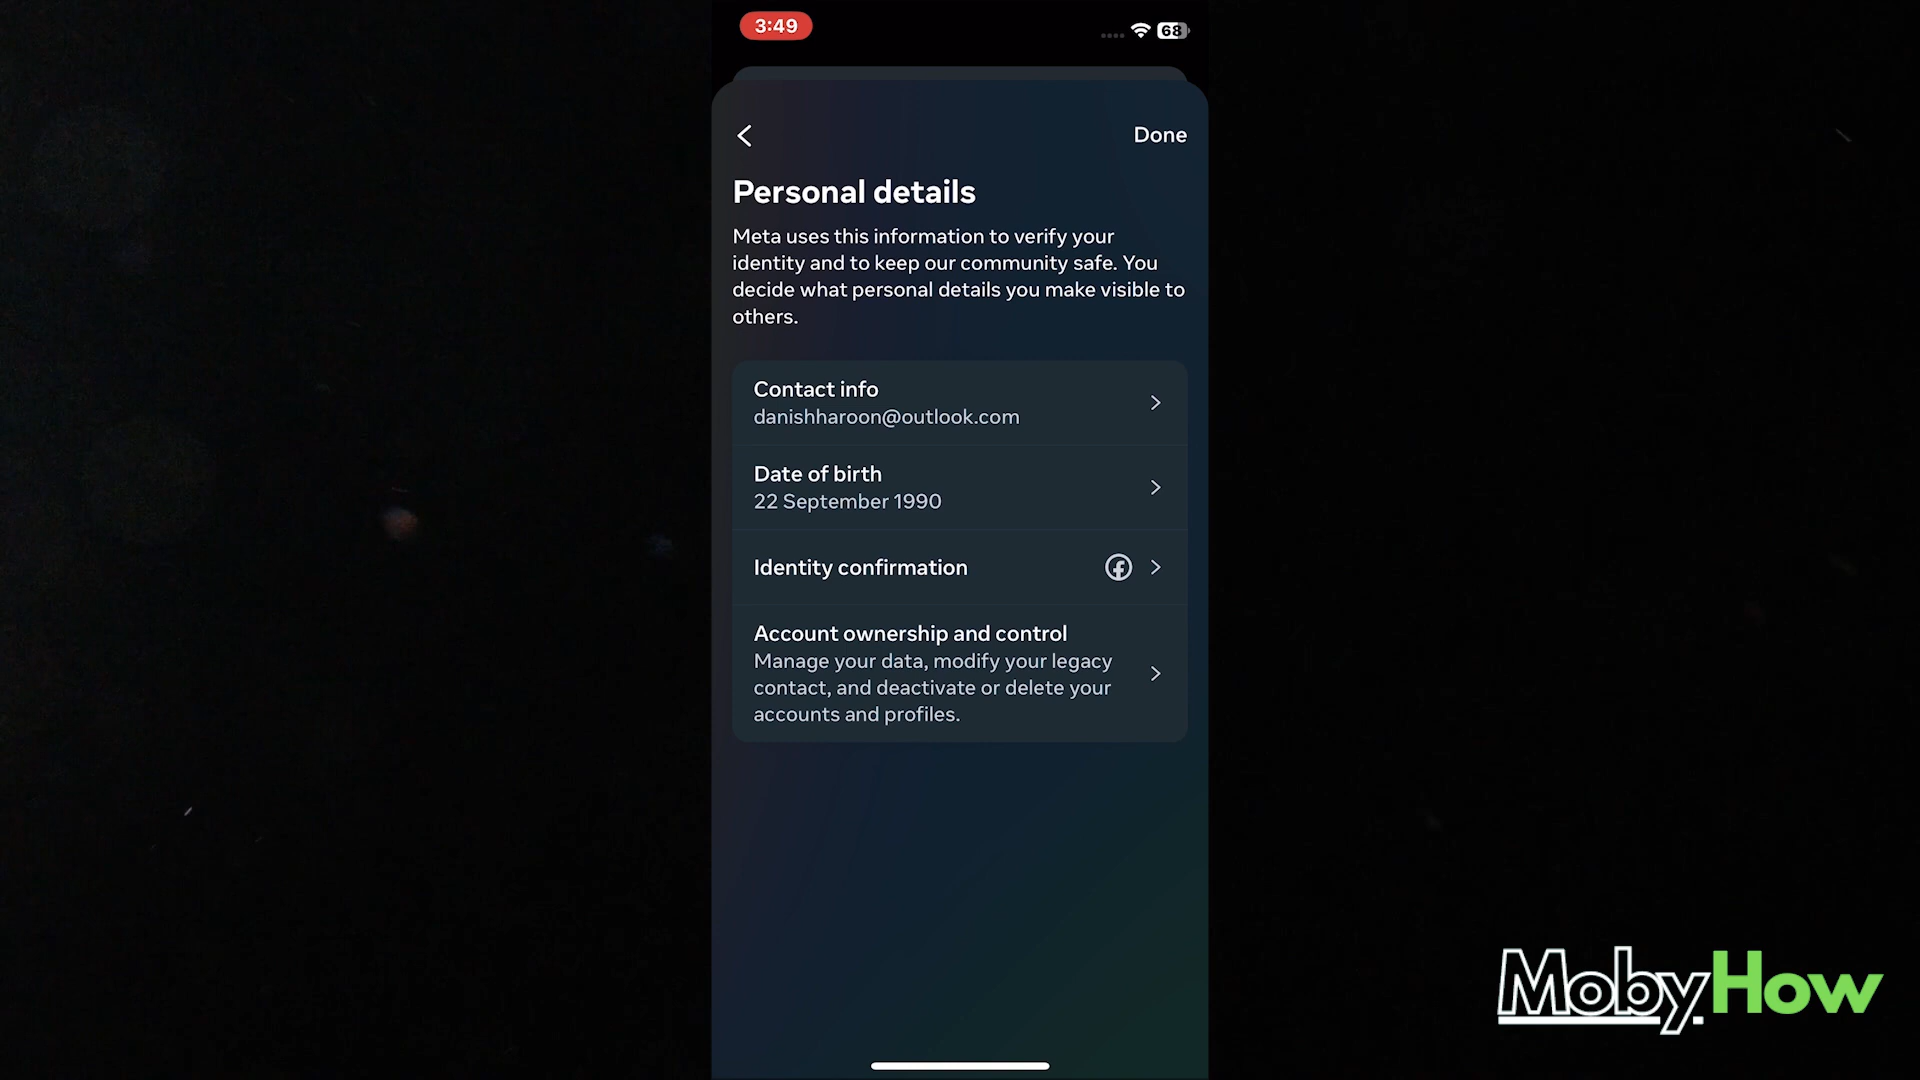 3:49
68
Done
Personal details
Meta uses this information to verify your
identity and to keep our community safe. You
decide what personal details you make visible to
others.
Contact info
danishharoon@outlook.com
Date of birth
22 September 1990
Identity confirmation
Account ownership and control
Manage your data, modify your legacy
contact, and deactivate or delete your
accounts and profiles.
MobyHow